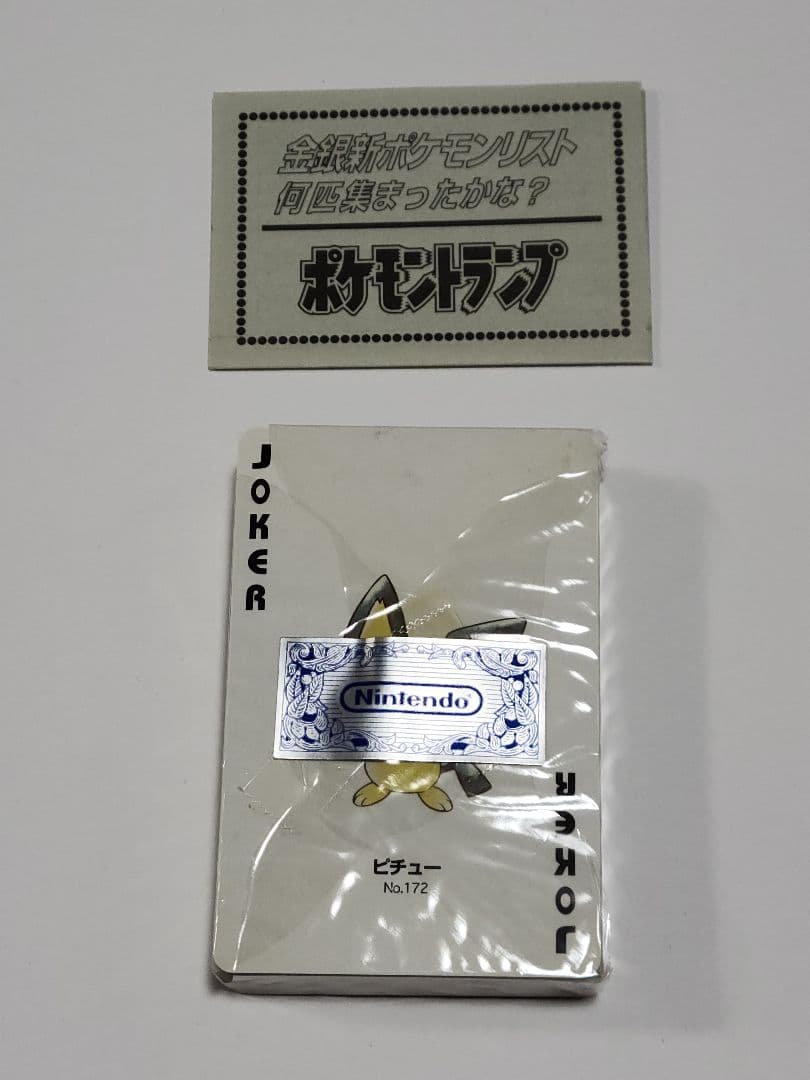 金銀新ポケモンリスト
何匹集まったかな?
ポケモントランプ
JOKER
Nintendo
ピチュー
No.172
JOKER